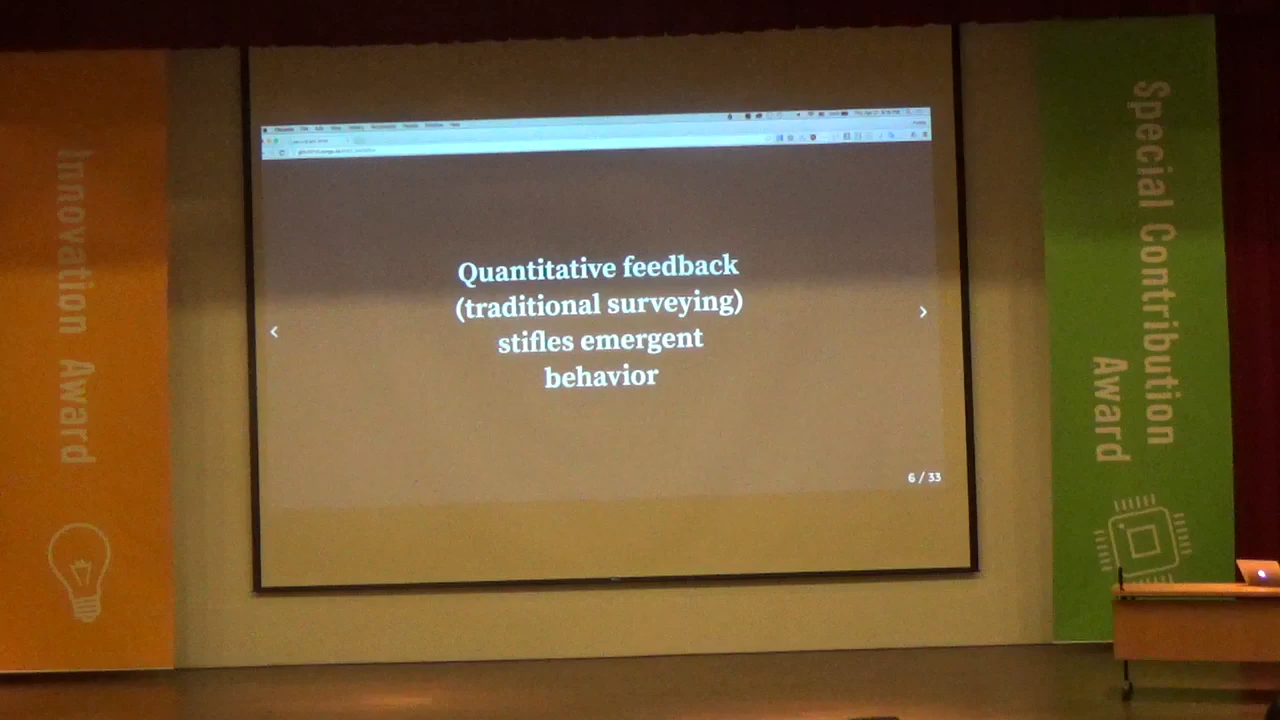 Innovation Award
Quantitative feedback
(traditional surveying)
stifles emergent
behavior
<
>
6 / 33
Special Contribution
Award